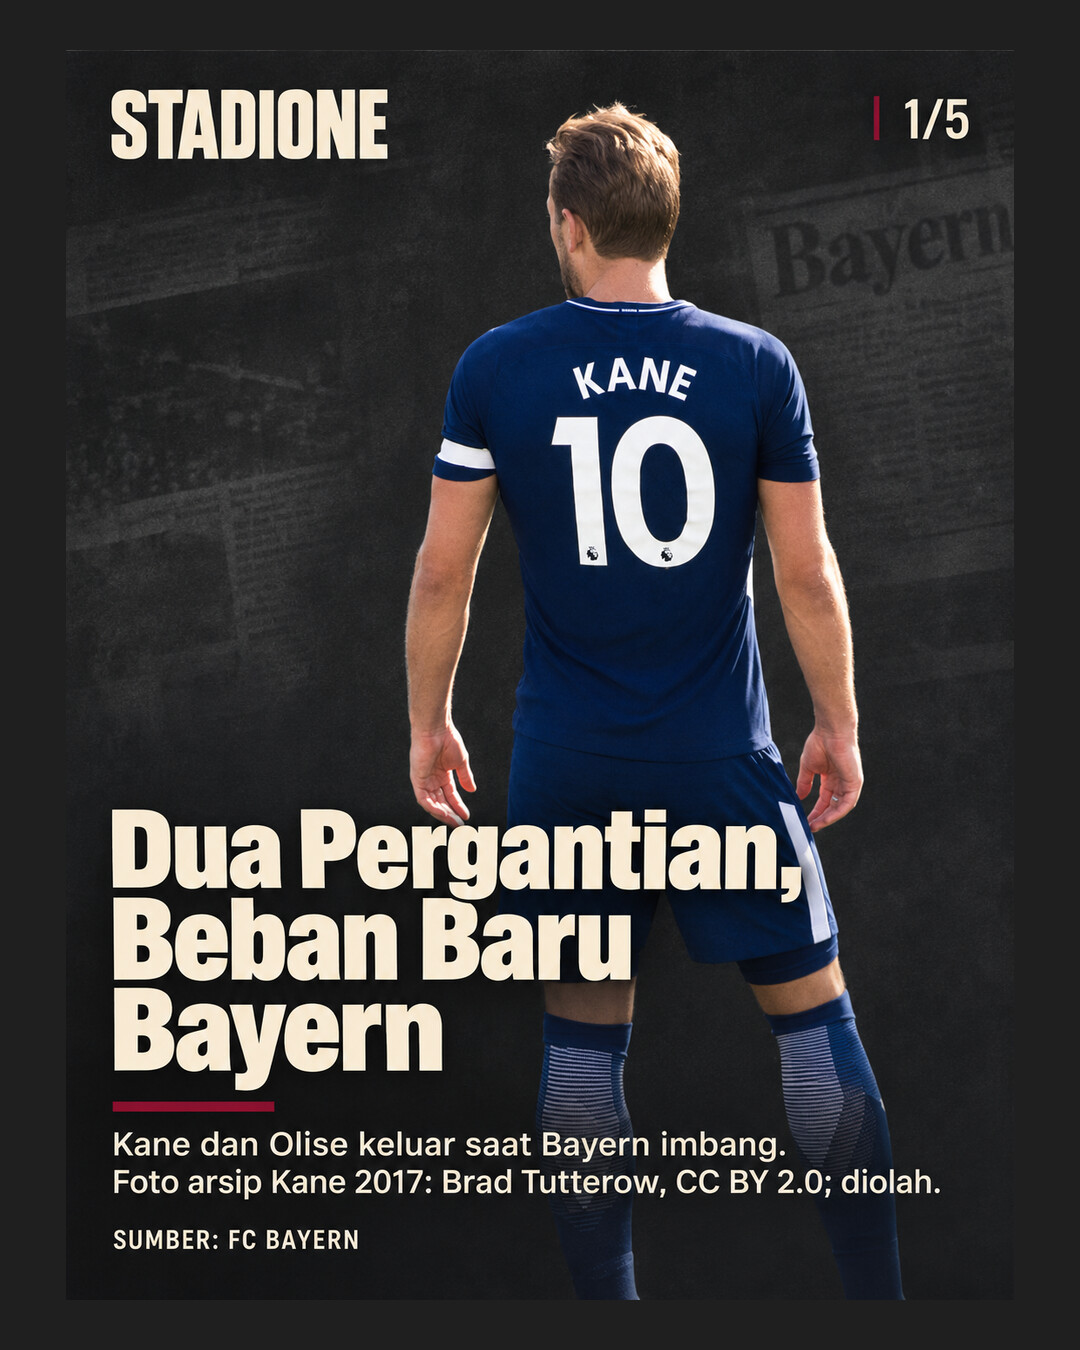 STADIONE
1/5
Bayern
KANE
10
Dua Pergantian,
Beban Baru
Bayern
Kane dan Olise keluar saat Bayern imbang.
Foto arsip Kane 2017: Brad Tutterow, CC BY 2.0; diolah.
SUMBER: FC BAYERN